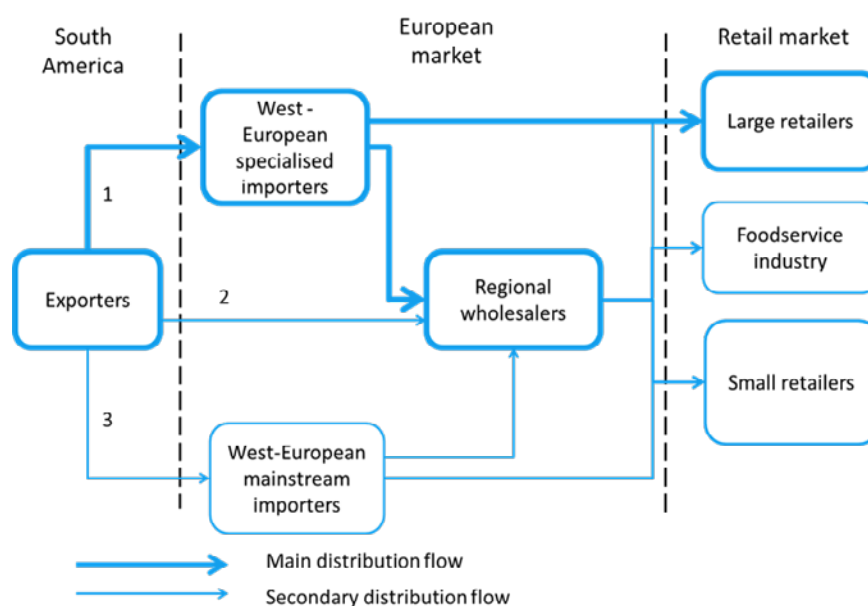 South
America
European
market
Retail market
West -
European
specialised
importers
Large retailers
1
Foodservice
industry
Exporters
2
Regional
wholesalers
Small retailers
3
West-European
mainstream
importers
Main distribution flow
Secondary distribution flow